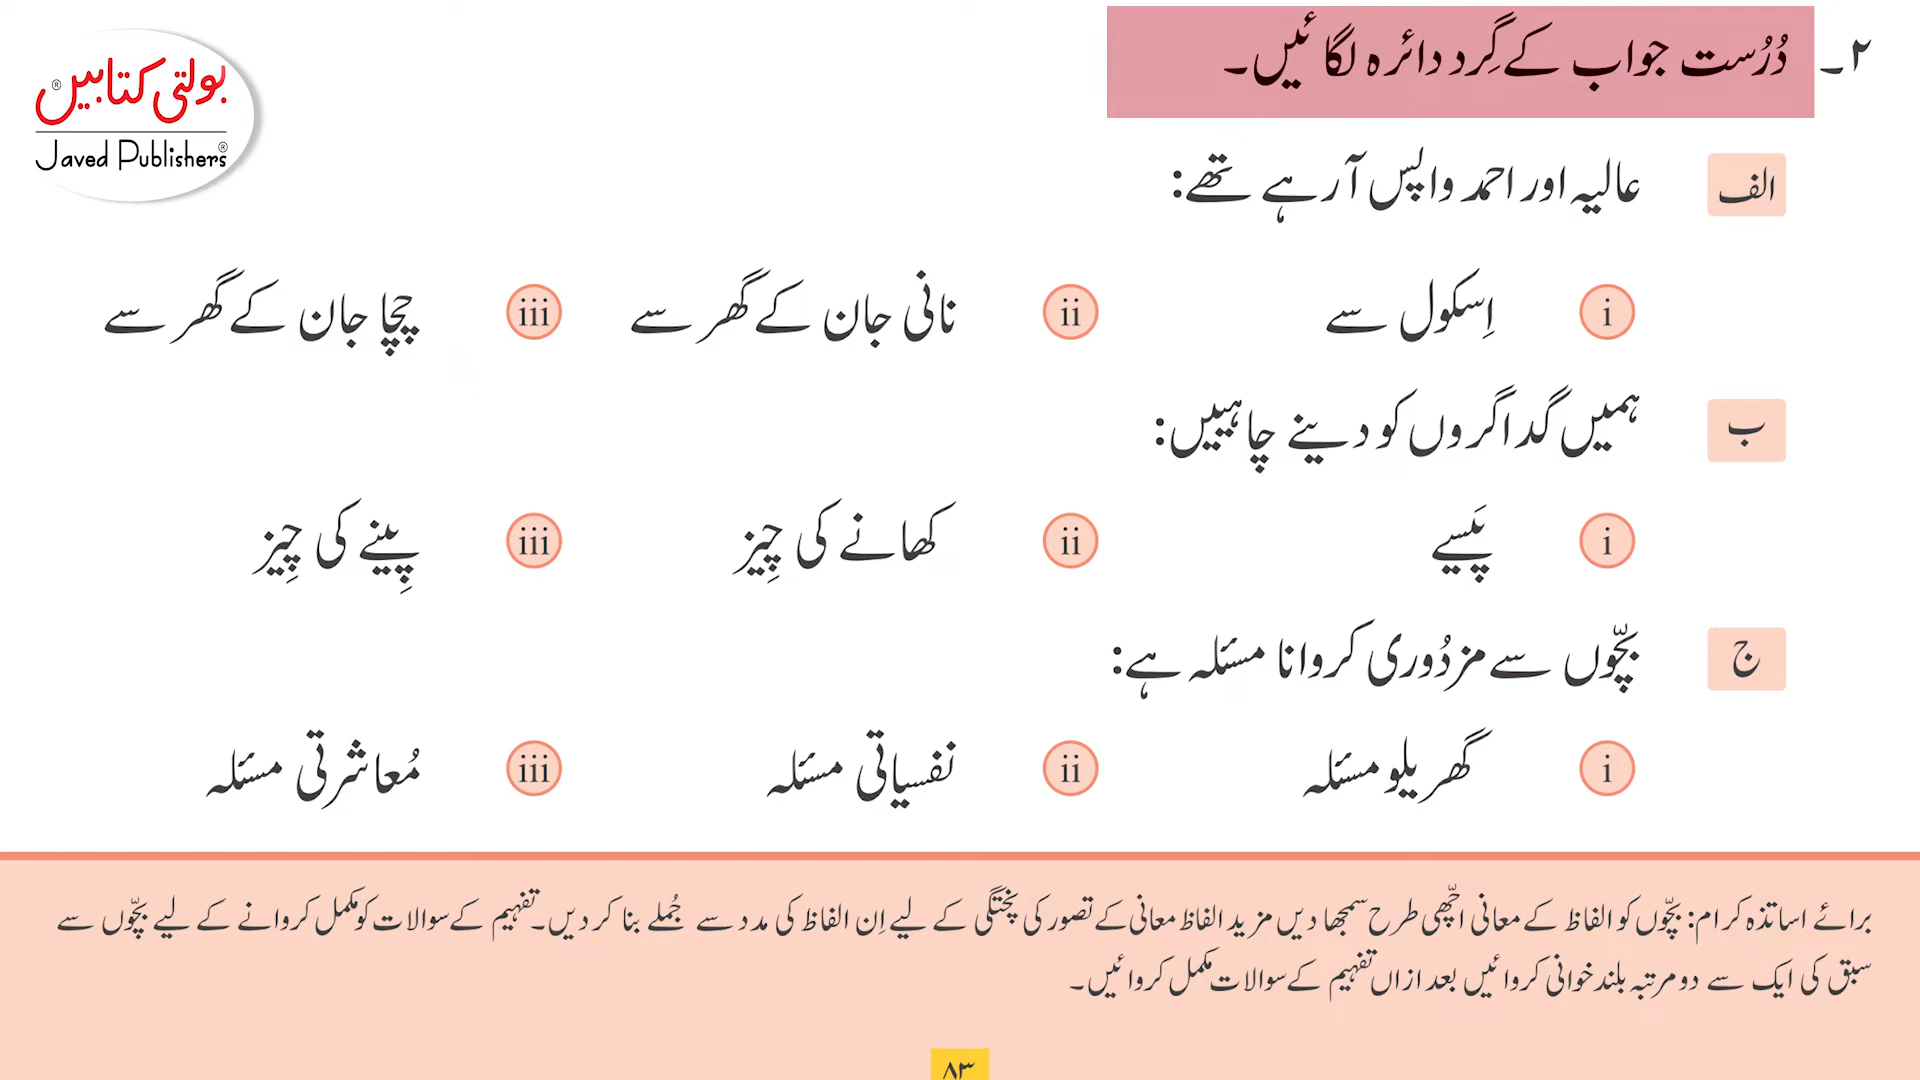 بولتی کتابیں®
Javed Publishers®
۲۔ دُرُست جواب کے گِرد دائرہ لگائیں۔
الف عالیہ اور احمد واپس آ رہے تھے:
i اِسکول سے ii نانی جان کے گھر سے iii چچا جان کے گھر سے
ب ہمیں گداگروں کو دینے چاہییں:
i پَیسے ii کھانے کی چِیز iii پِینے کی چِیز
ج بچّوں سے مزدُوری کروانا مسئلہ ہے:
i گھریلو مسئلہ ii نفسیاتی مسئلہ iii مُعاشرتی مسئلہ
برائے اساتذہ کرام: بچّوں کو الفاظ کے معانی اچّھی طرح سمجھا دیں مزید الفاظ معانی کے تصور کی پختگی کے لیے اِن الفاظ کی مدد سے جُملے بنا کر دیں۔ تفہیم کے سوالات کو مکمل کروانے کے لیے بچّوں سے
سبق کی ایک سے دو مرتبہ بلند خوانی کروائیں بعد ازاں تفہیم کے سوالات مکمل کروائیں۔
۸۳